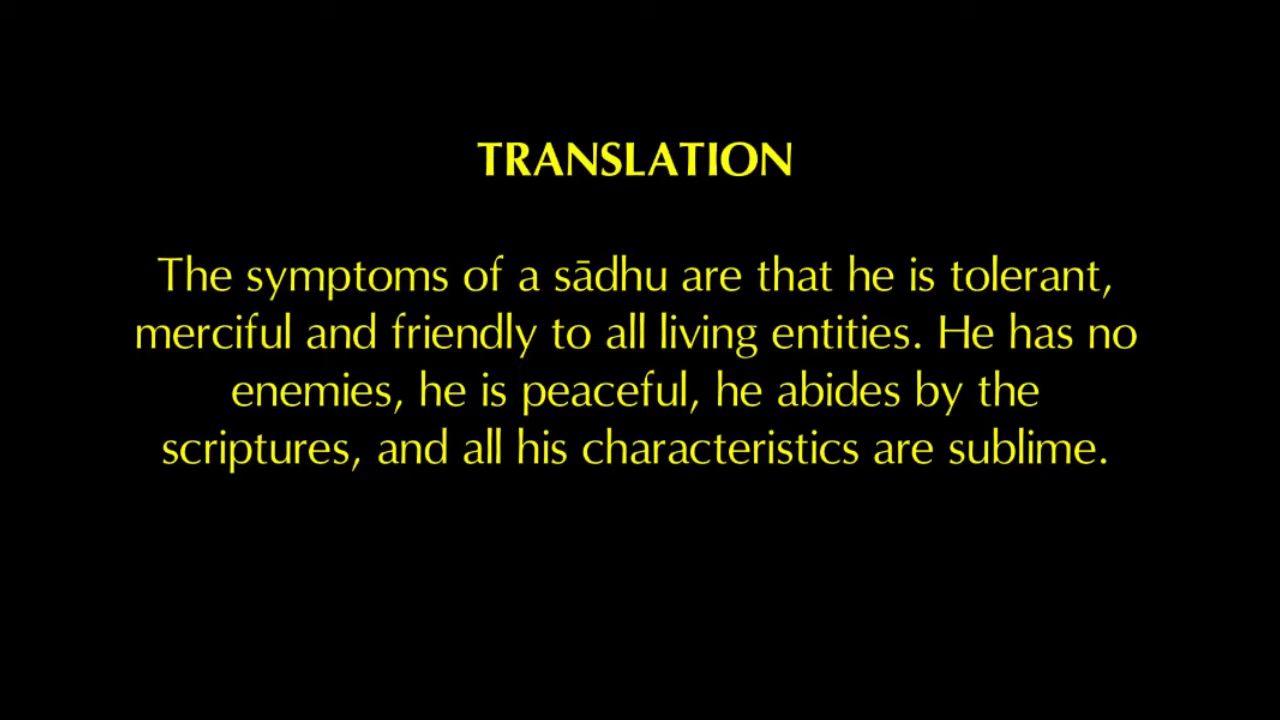 TRANSLATION
The symptoms of a sādhu are that he is tolerant,
merciful and friendly to all living entities. He has no
enemies, he is peaceful, he abides by the
scriptures, and all his characteristics are sublime.